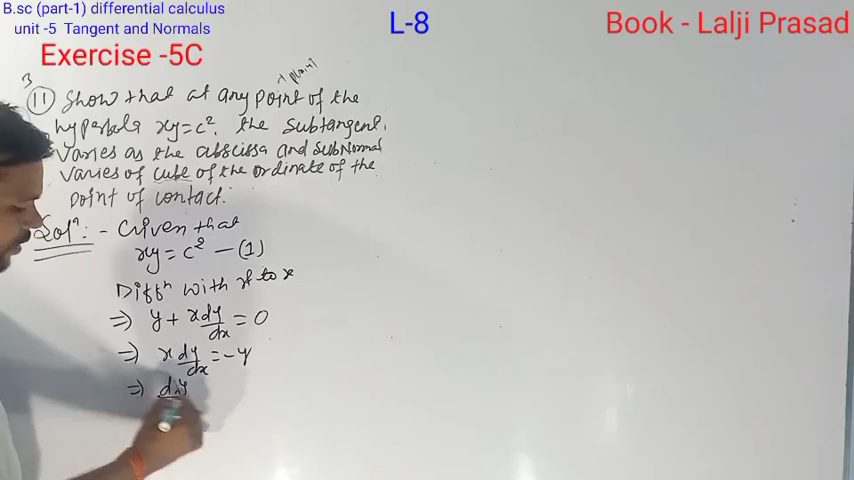 B.sc (part-1) differential calculus
unit -5 Tangent and Normals
Exercise -5C
L-8
Book - Lalji Prasad
3
(11) Show that at any point of the
hyperbola xy=c². the subtangent.
varies as the abscissa and subNormal
varies of cube of the ordinate of the
point of contact.
Solⁿ:- Given that
xy = c² — (1)
Diffⁿ with r to x
⇒ y + x dy/dx = 0
⇒ x dy/dx = -y
⇒ dy